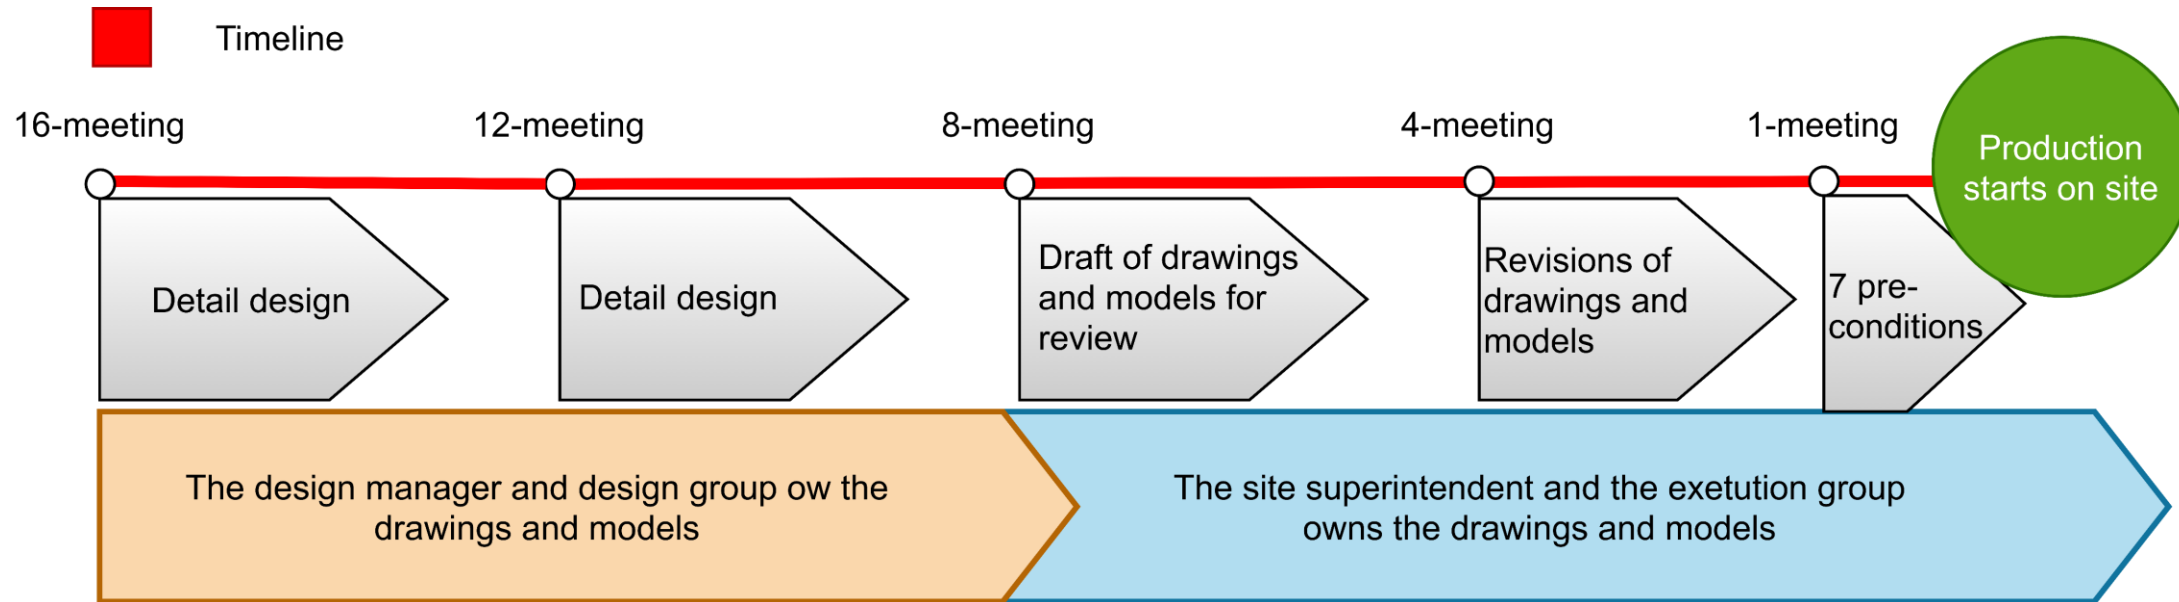 Timeline
16-meeting
12-meeting
8-meeting
4-meeting
1-meeting
Production
starts on site
Detail design
Detail design
Draft of drawings
and models for
review
Revisions of
drawings and
models
7 pre-
conditions
The design manager and design group ow the
drawings and models
The site superintendent and the exetution group
owns the drawings and models